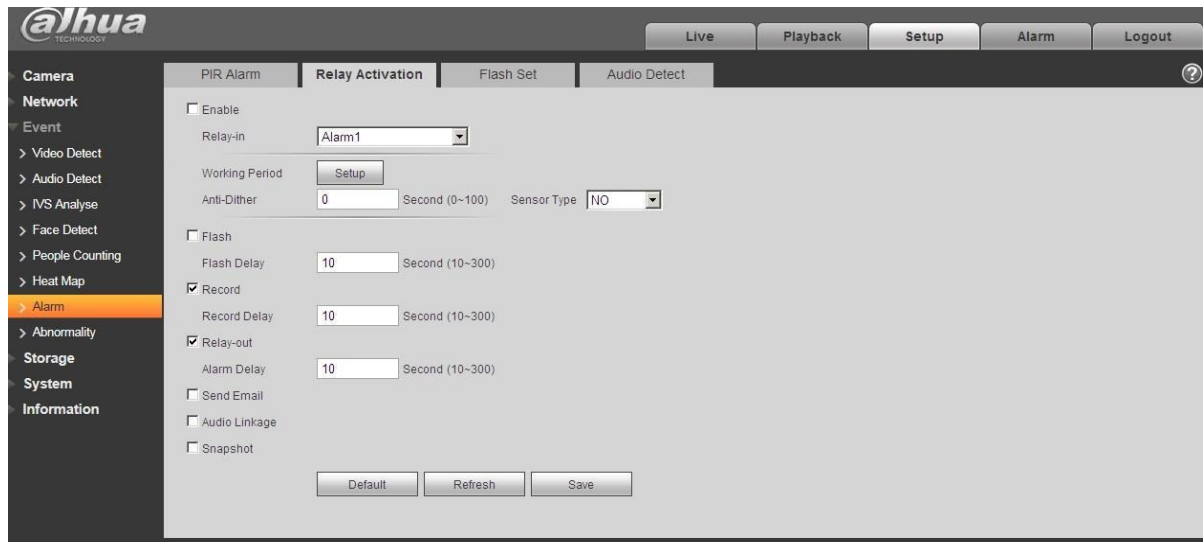 alhua
TECHNOLOGY
Live Playback Setup Alarm Logout
Camera
Network
Event
> Video Detect
> Audio Detect
> IVS Analyse
> Face Detect
> People Counting
> Heat Map
> Alarm
> Abnormality
Storage
System
Information
PIR Alarm Relay Activation Flash Set Audio Detect ?
Enable
Relay-in Alarm1
Working Period Setup
Anti-Dither 0 Second (0~100) Sensor Type NO
Flash
Flash Delay 10 Second (10~300)
Record
Record Delay 10 Second (10~300)
Relay-out
Alarm Delay 10 Second (10~300)
Send Email
Audio Linkage
Snapshot
Default Refresh Save